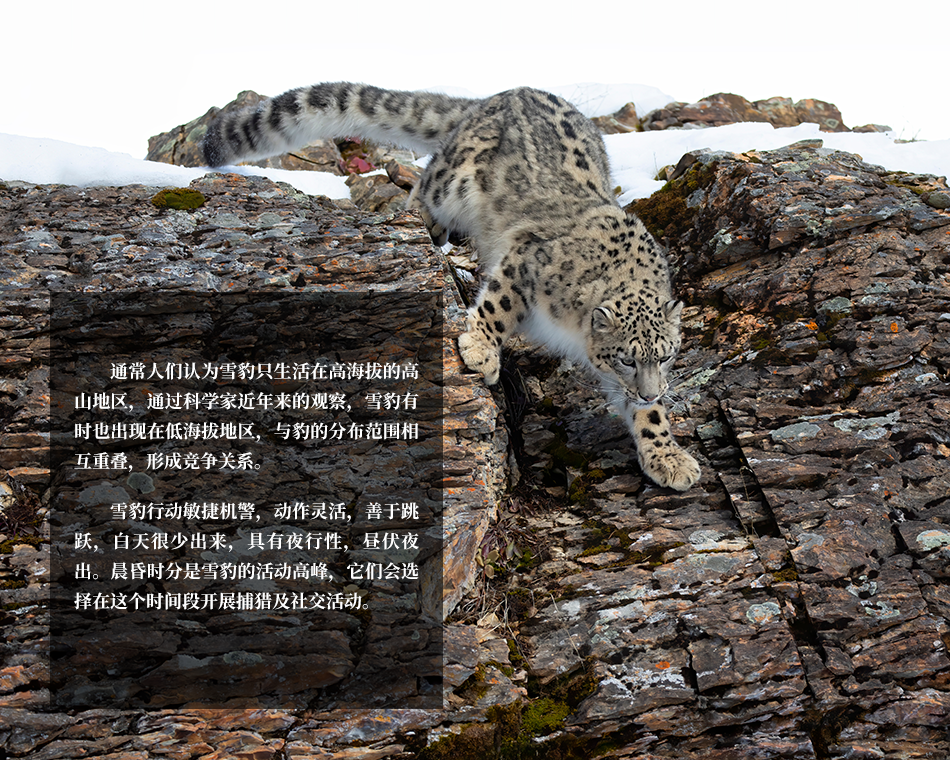 通常人们认为雪豹只生活在高海拔的高
山地区，通过科学家近年来的观察，雪豹有
时也出现在低海拔地区，与豹的分布范围相
互重叠，形成竞争关系。
雪豹行动敏捷机警，动作灵活，善于跳
跃，白天很少出来，具有夜行性，昼伏夜
出。晨昏时分是雪豹的活动高峰，它们会选
择在这个时间段开展捕猎及社交活动。